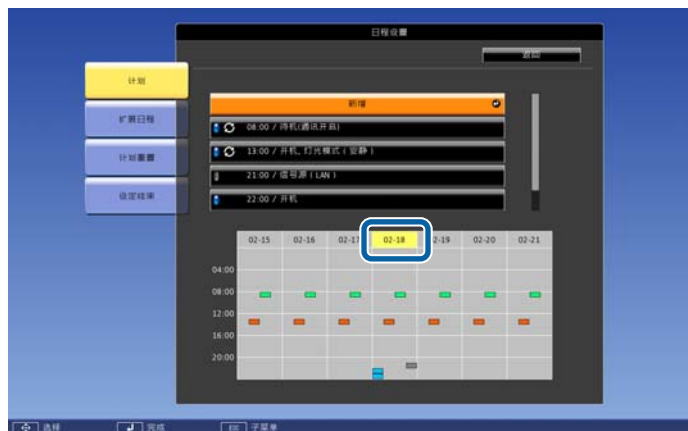 日程设置
返回
计划
扩展日程
计划重置
设定结束
新增
08:00 / 待机(通讯开启)
13:00 / 开机, 灯光模式 ( 安静 )
21:00 / 信号源 ( LAN )
22:00 / 开机
02-15 02-16 02-17 02-18 2-19 02-20 02-21
04:00
08:00
12:00
16:00
20:00
选择 完成 子菜单